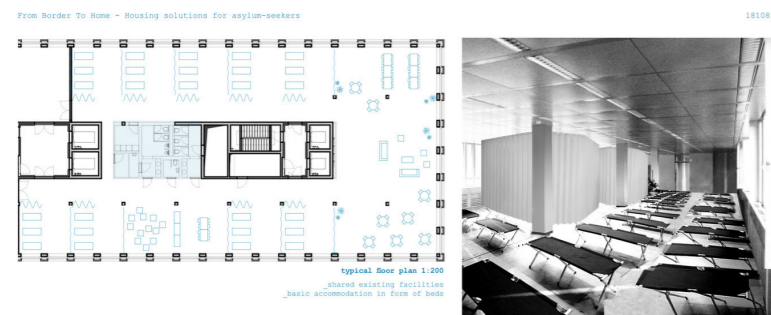 From Border To Home - Housing solutions for asylum-seekers
18108
typical floor plan 1:200
_shared existing facilities
_basic accommodation in form of beds